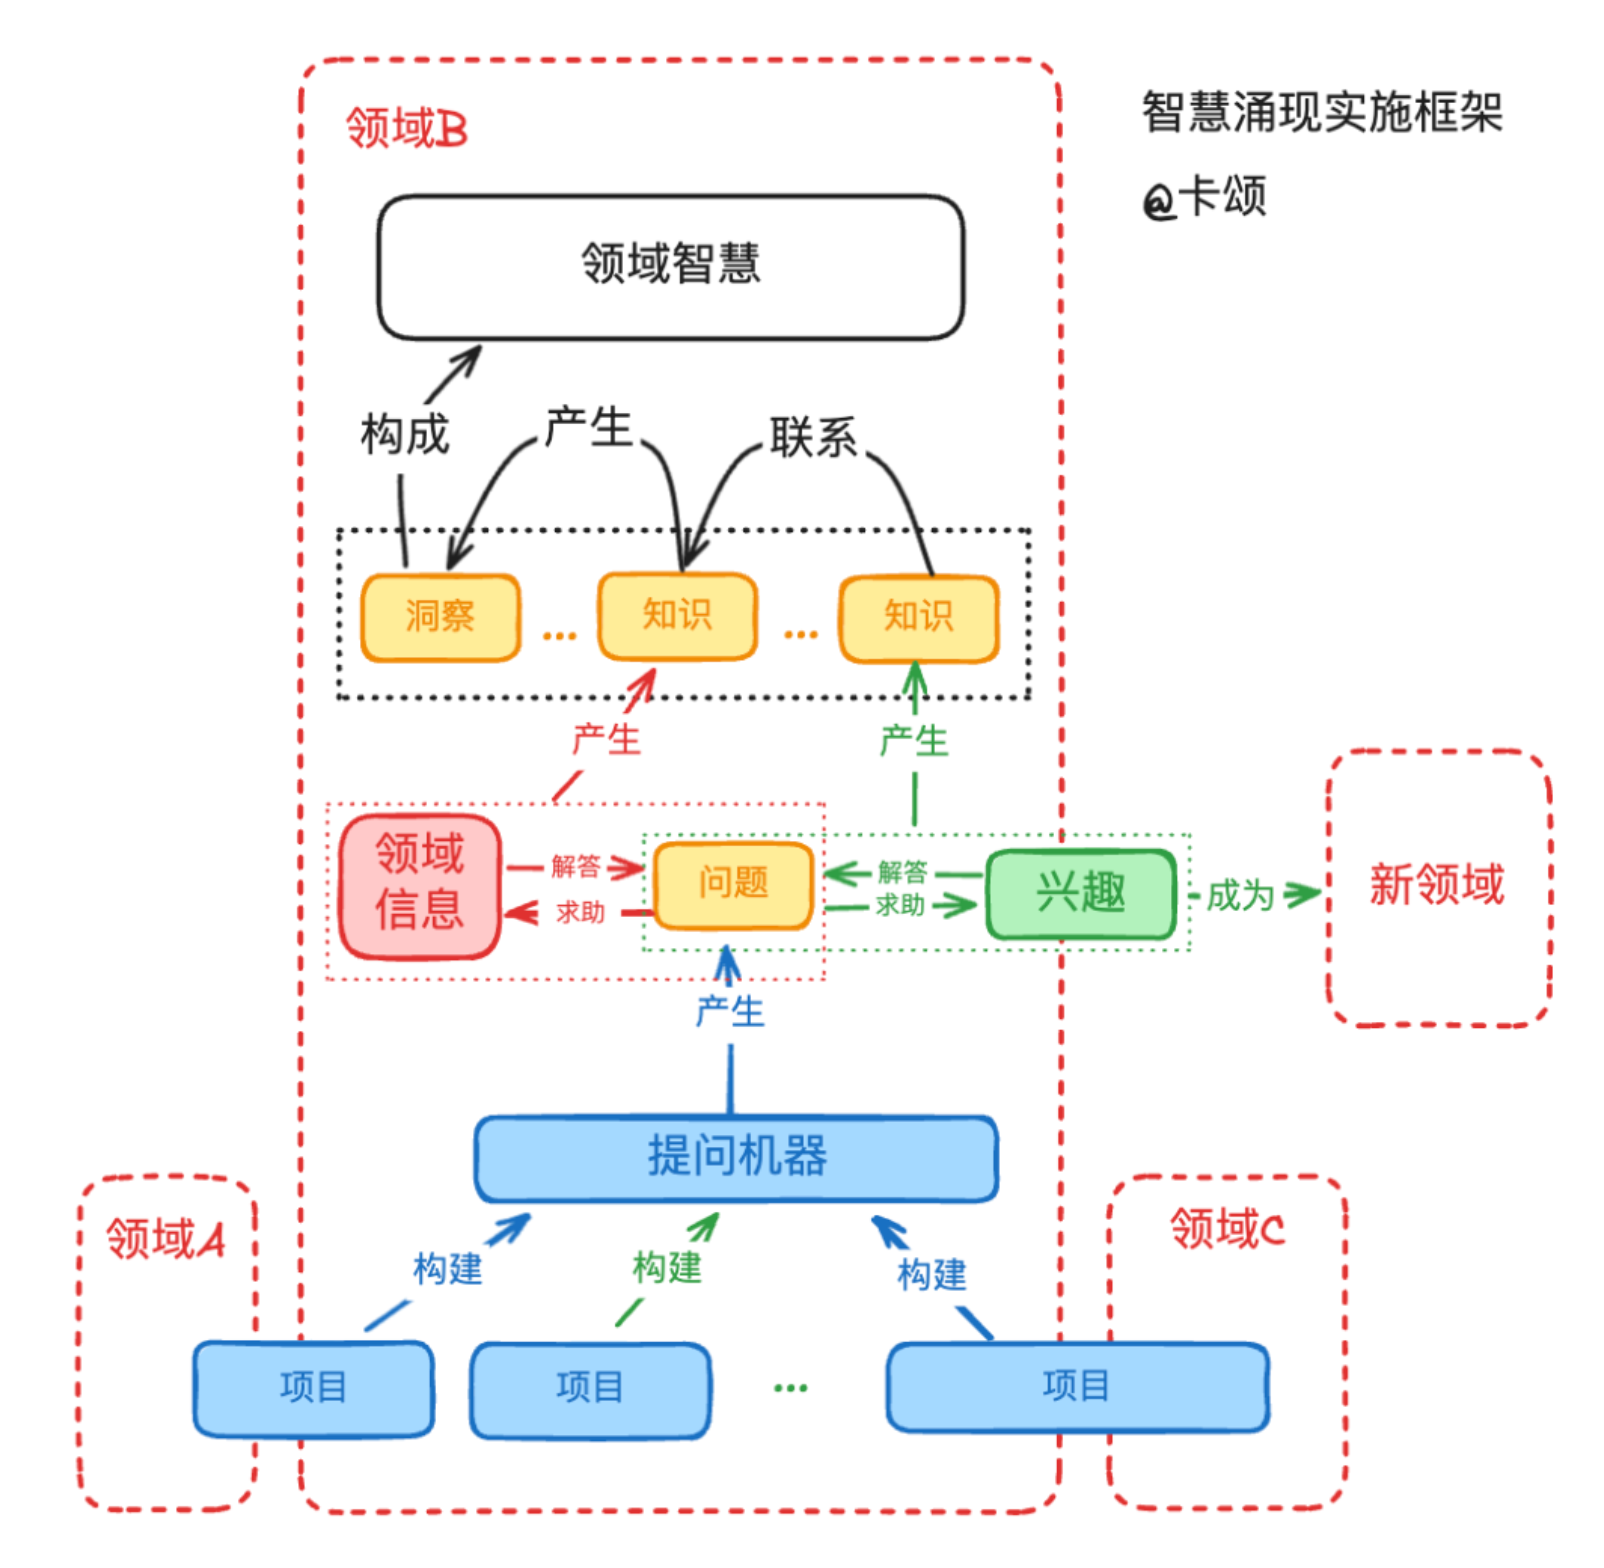 智慧涌现实施框架
@卡颂
领域B
领域智慧
构成
产生
联系
洞察
...
知识
...
知识
产生
产生
领域
信息
解答
求助
问题
解答
求助
兴趣
成为
新领域
产生
提问机器
领域A
领域C
构建
构建
构建
项目
项目
...
项目